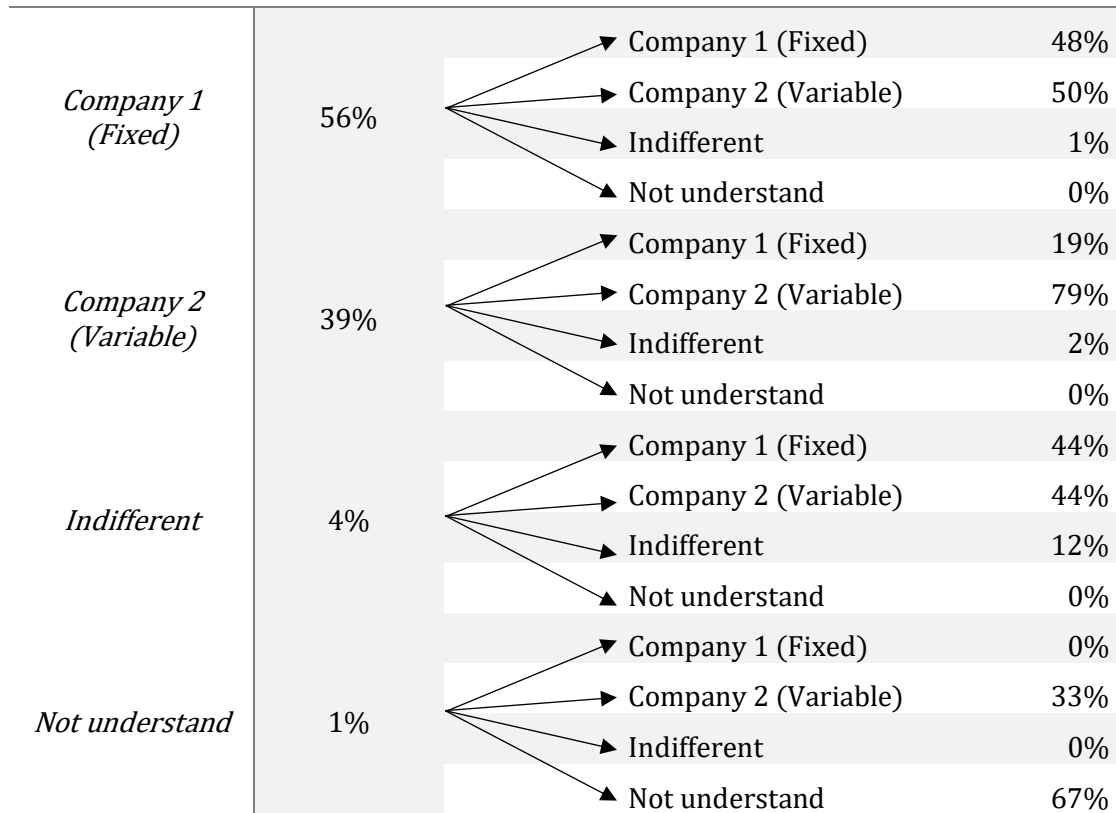 Company 1
(Fixed)
56%
Company 1 (Fixed) 48%
Company 2 (Variable) 50%
Indifferent 1%
Not understand 0%
Company 2
(Variable)
39%
Company 1 (Fixed) 19%
Company 2 (Variable) 79%
Indifferent 2%
Not understand 0%
Indifferent
4%
Company 1 (Fixed) 44%
Company 2 (Variable) 44%
Indifferent 12%
Not understand 0%
Not understand
1%
Company 1 (Fixed) 0%
Company 2 (Variable) 33%
Indifferent 0%
Not understand 67%